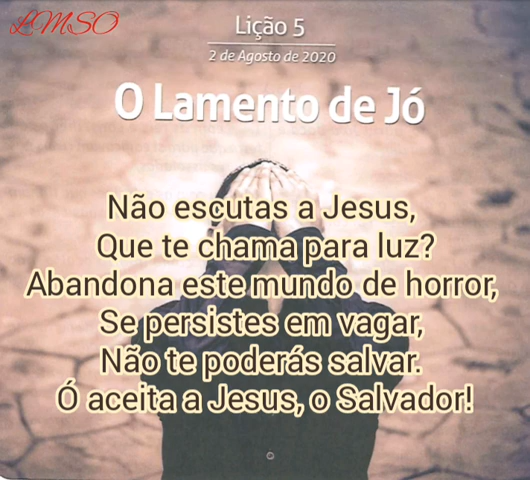 LMSO
Lição 5
2 de Agosto de 2020
O Lamento de Jó
Não escutas a Jesus,
Que te chama para luz?
Abandona este mundo de horror,
Se persistes em vagar,
Não te poderás salvar.
Ó aceita a Jesus, o Salvador!